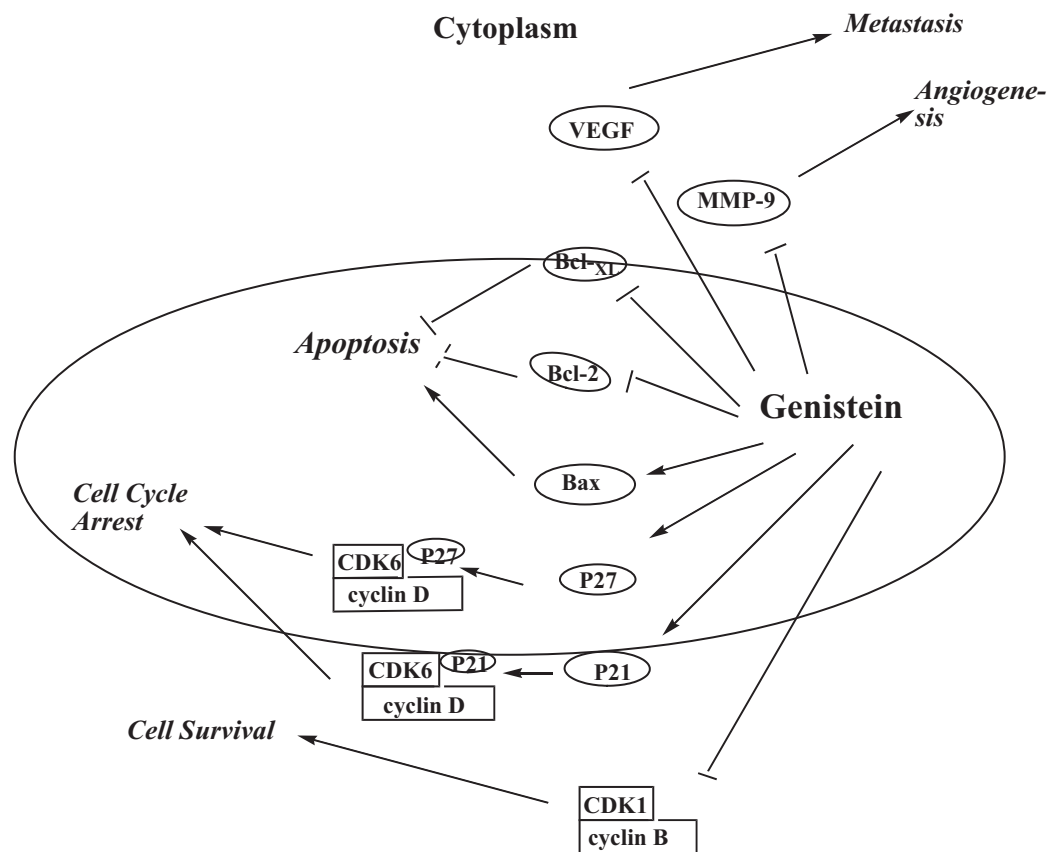 Cytoplasm
Metastasis
Angiogene-
sis
VEGF
MMP-9
Bcl-XL
Apoptosis
Bcl-2
Genistein
Bax
Cell Cycle
Arrest
CDK6 P27
cyclin D
P27
CDK6 P21
cyclin D
P21
Cell Survival
CDK1
cyclin B